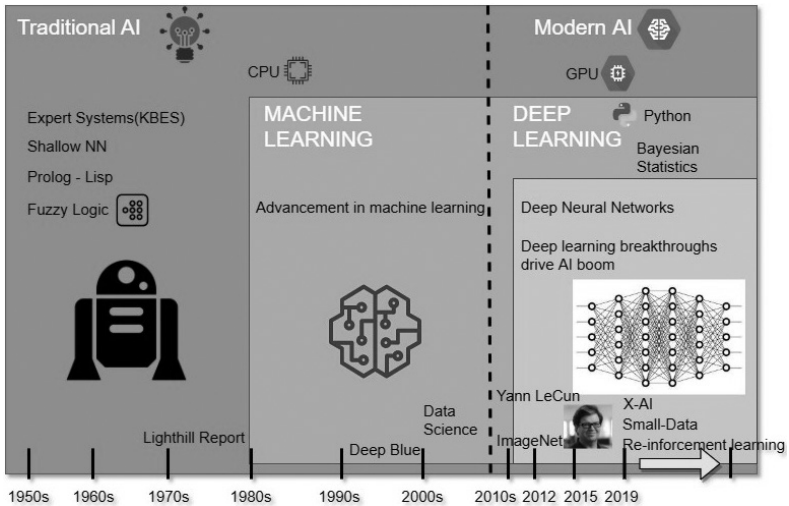 Traditional AI
Modern AI
CPU
GPU
Expert Systems(KBES)
Shallow NN
Prolog - Lisp
Fuzzy Logic
MACHINE
LEARNING
DEEP
LEARNING
Python
Bayesian
Statistics
Advancement in machine learning
Deep Neural Networks
Deep learning breakthroughs
drive AI boom
Lighthill Report
Deep Blue
Data
Science
Yann LeCun
ImageNet
X-AI
Small-Data
Re-inforcement learning
1950s 1960s 1970s 1980s 1990s 2000s 2010s 2012 2015 2019